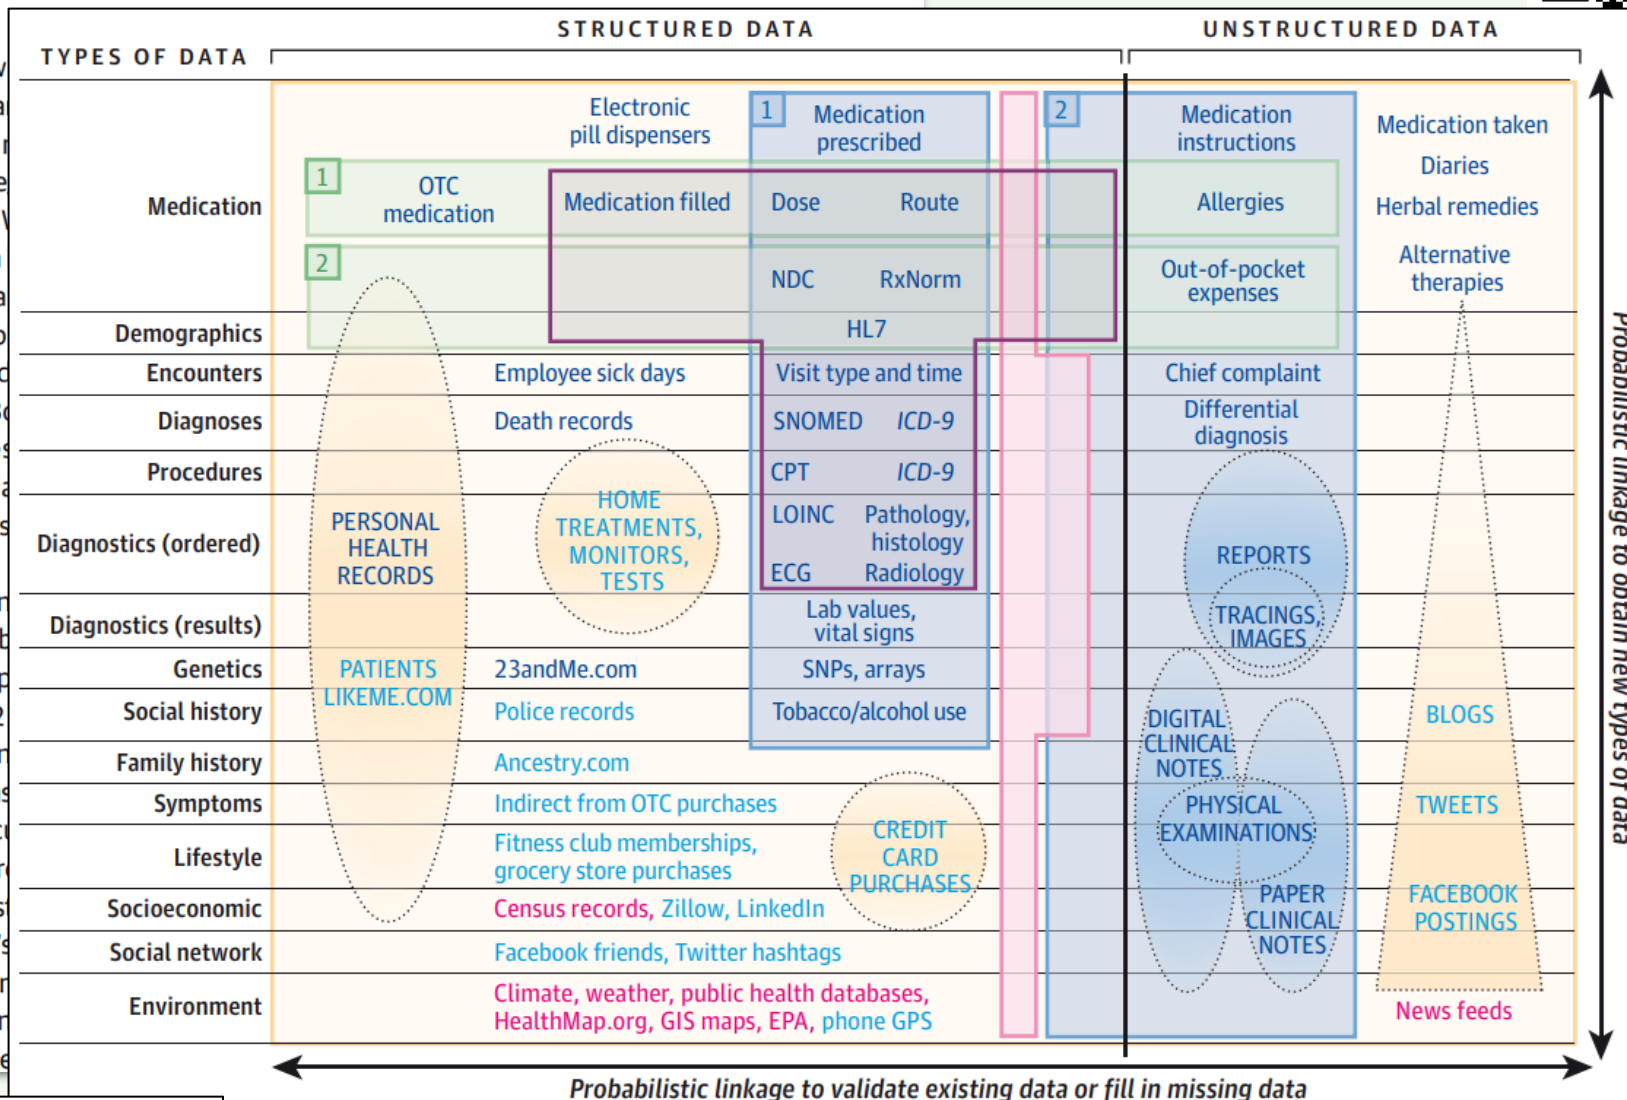 STRUCTURED DATA
UNSTRUCTURED DATA
TYPES OF DATA
Medication
Electronic
pill dispensers
1
Medication
prescribed
2
Medication
instructions
Medication taken
Diaries
Herbal remedies
Alternative
therapies
1
OTC
medication
Medication filled
Dose
Route
Allergies
2
NDC
RxNorm
Out-of-pocket
expenses
Demographics
HL7
Encounters
Employee sick days
Visit type and time
Chief complaint
Diagnoses
Death records
SNOMED
ICD-9
Differential
diagnosis
Procedures
CPT
ICD-9
HOME
TREATMENTS,
MONITORS,
TESTS
Diagnostics (ordered)
PERSONAL
HEALTH
RECORDS
LOINC
Pathology,
histology
ECG
Radiology
REPORTS
Diagnostics (results)
Lab values,
vital signs
TRACINGS,
IMAGES
Genetics
PATIENTS
LIKEME.COM
23andMe.com
SNPs, arrays
Social history
Police records
Tobacco/alcohol use
DIGITAL
CLINICAL
NOTES
BLOGS
Family history
Ancestry.com
Symptoms
Indirect from OTC purchases
PHYSICAL
EXAMINATIONS
TWEETS
Lifestyle
Fitness club memberships,
grocery store purchases
CREDIT
CARD
PURCHASES
Socioeconomic
Census records, Zillow, LinkedIn
PAPER
CLINICAL
NOTES
FACEBOOK
POSTINGS
Social network
Facebook friends, Twitter hashtags
Environment
Climate, weather, public health databases,
HealthMap.org, GIS maps, EPA, phone GPS
News feeds
Probabilistic linkage to validate existing data or fill in missing data
Probabilistic linkage to obtain new types of data